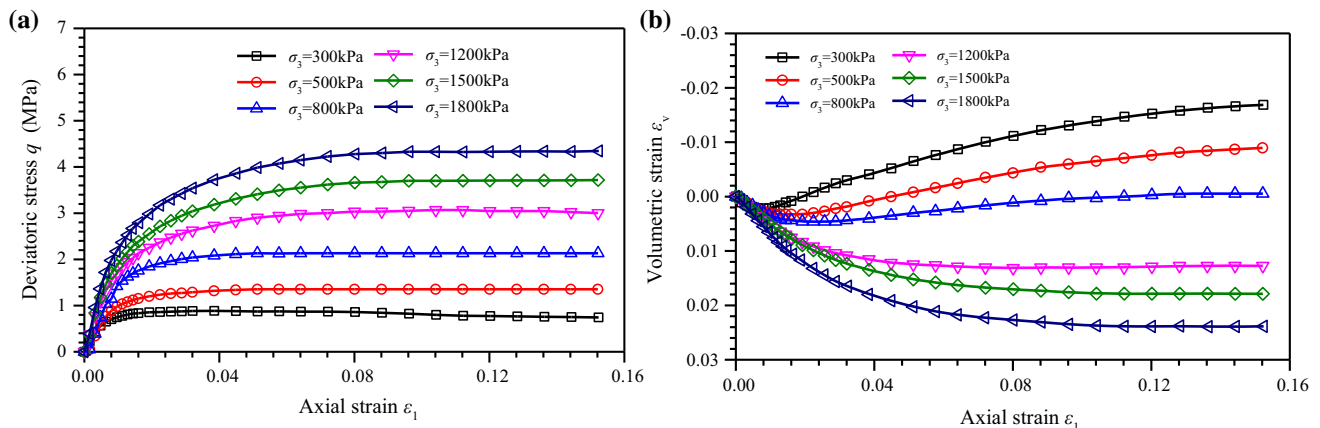 (a)
Deviatoric stress q (MPa)
7
6
5
4
3
2
1
0
0.00 0.04 0.08 0.12 0.16
Axial strain ε₁
σ₃=300kPa σ₃=1200kPa
σ₃=500kPa σ₃=1500kPa
σ₃=800kPa σ₃=1800kPa
(b)
Volumetric strain εᵥ
-0.03
-0.02
-0.01
0.00
0.01
0.02
0.03
0.00 0.04 0.08 0.12 0.16
Axial strain ε₁
σ₃=300kPa σ₃=1200kPa
σ₃=500kPa σ₃=1500kPa
σ₃=800kPa σ₃=1800kPa